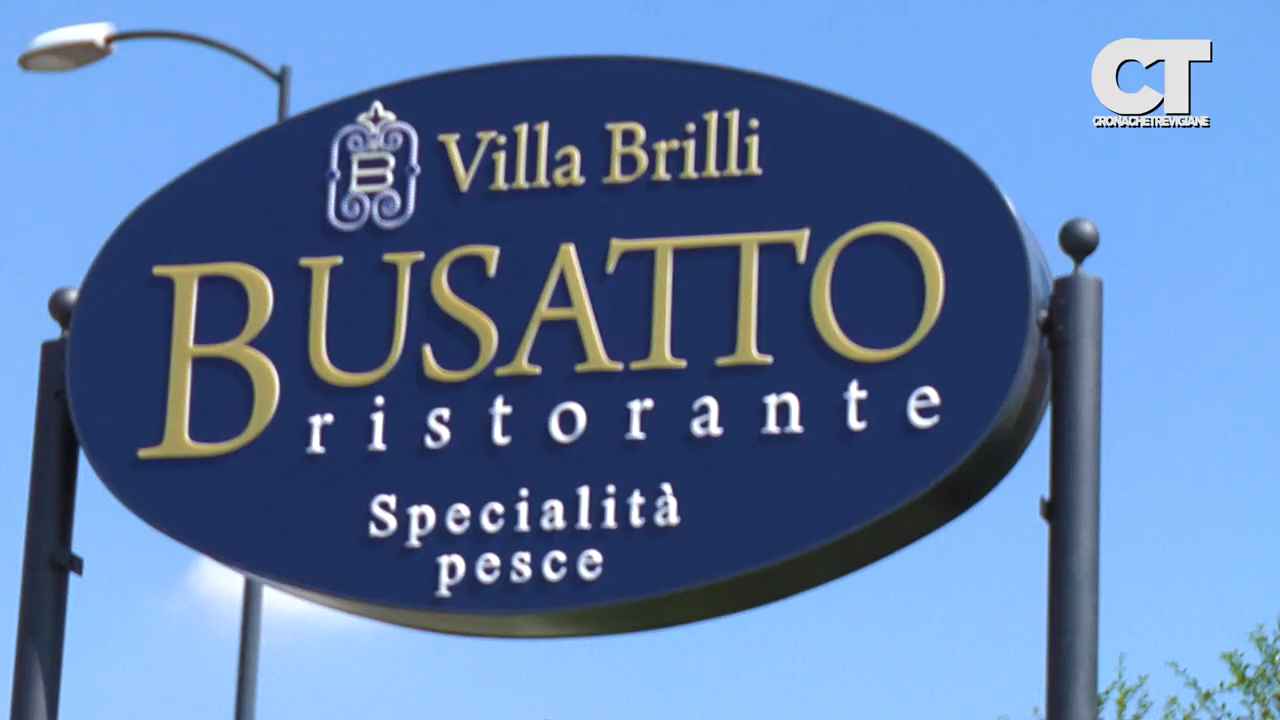 CT
CRONACHETREVIGIANE
B
Villa Brilli
BUSATTO
ristorante
Specialità
pesce